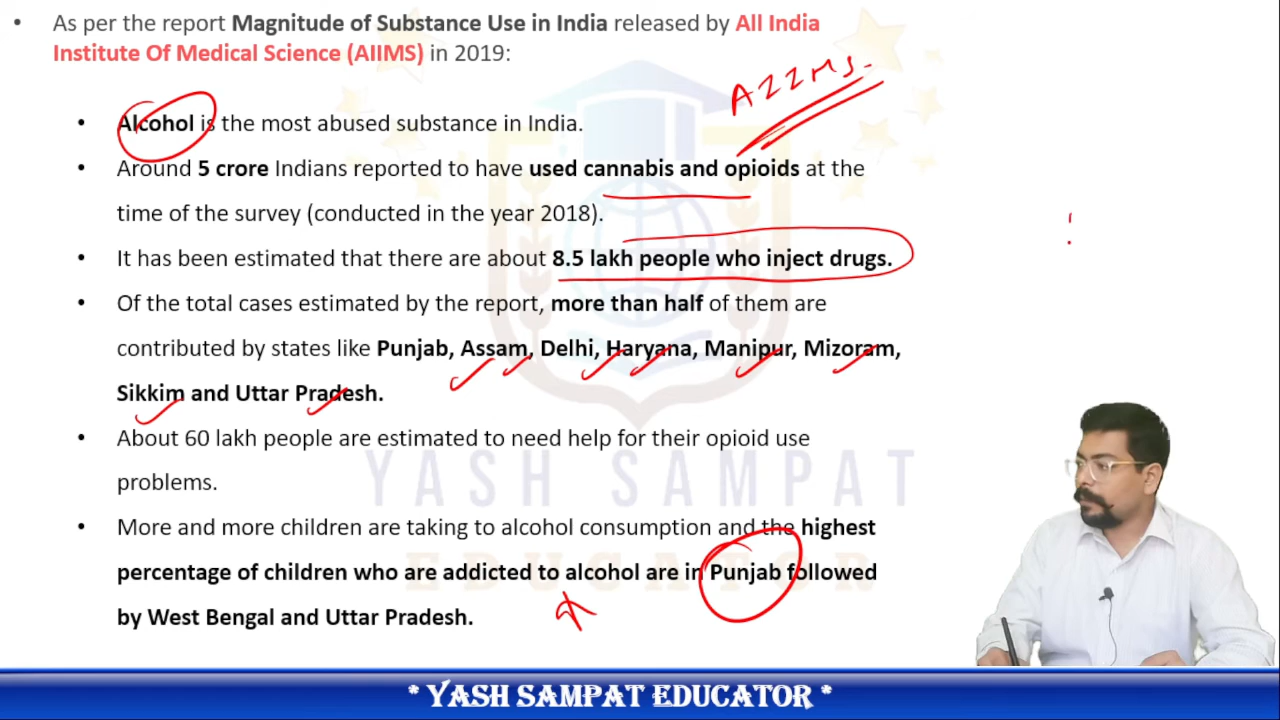 • As per the report Magnitude of Substance Use in India released by All India
Institute Of Medical Science (AIIMS) in 2019:
AIIMS.
• Alcohol is the most abused substance in India.
• Around 5 crore Indians reported to have used cannabis and opioids at the
time of the survey (conducted in the year 2018).
• It has been estimated that there are about 8.5 lakh people who inject drugs.
• Of the total cases estimated by the report, more than half of them are
contributed by states like Punjab, Assam, Delhi, Haryana, Manipur, Mizoram,
Sikkim and Uttar Pradesh.
• About 60 lakh people are estimated to need help for their opioid use
problems.
YASH SAMPAT
• More and more children are taking to alcohol consumption and the highest
EDUCATOR
percentage of children who are addicted to alcohol are in Punjab followed
by West Bengal and Uttar Pradesh.
* YASH SAMPAT EDUCATOR *